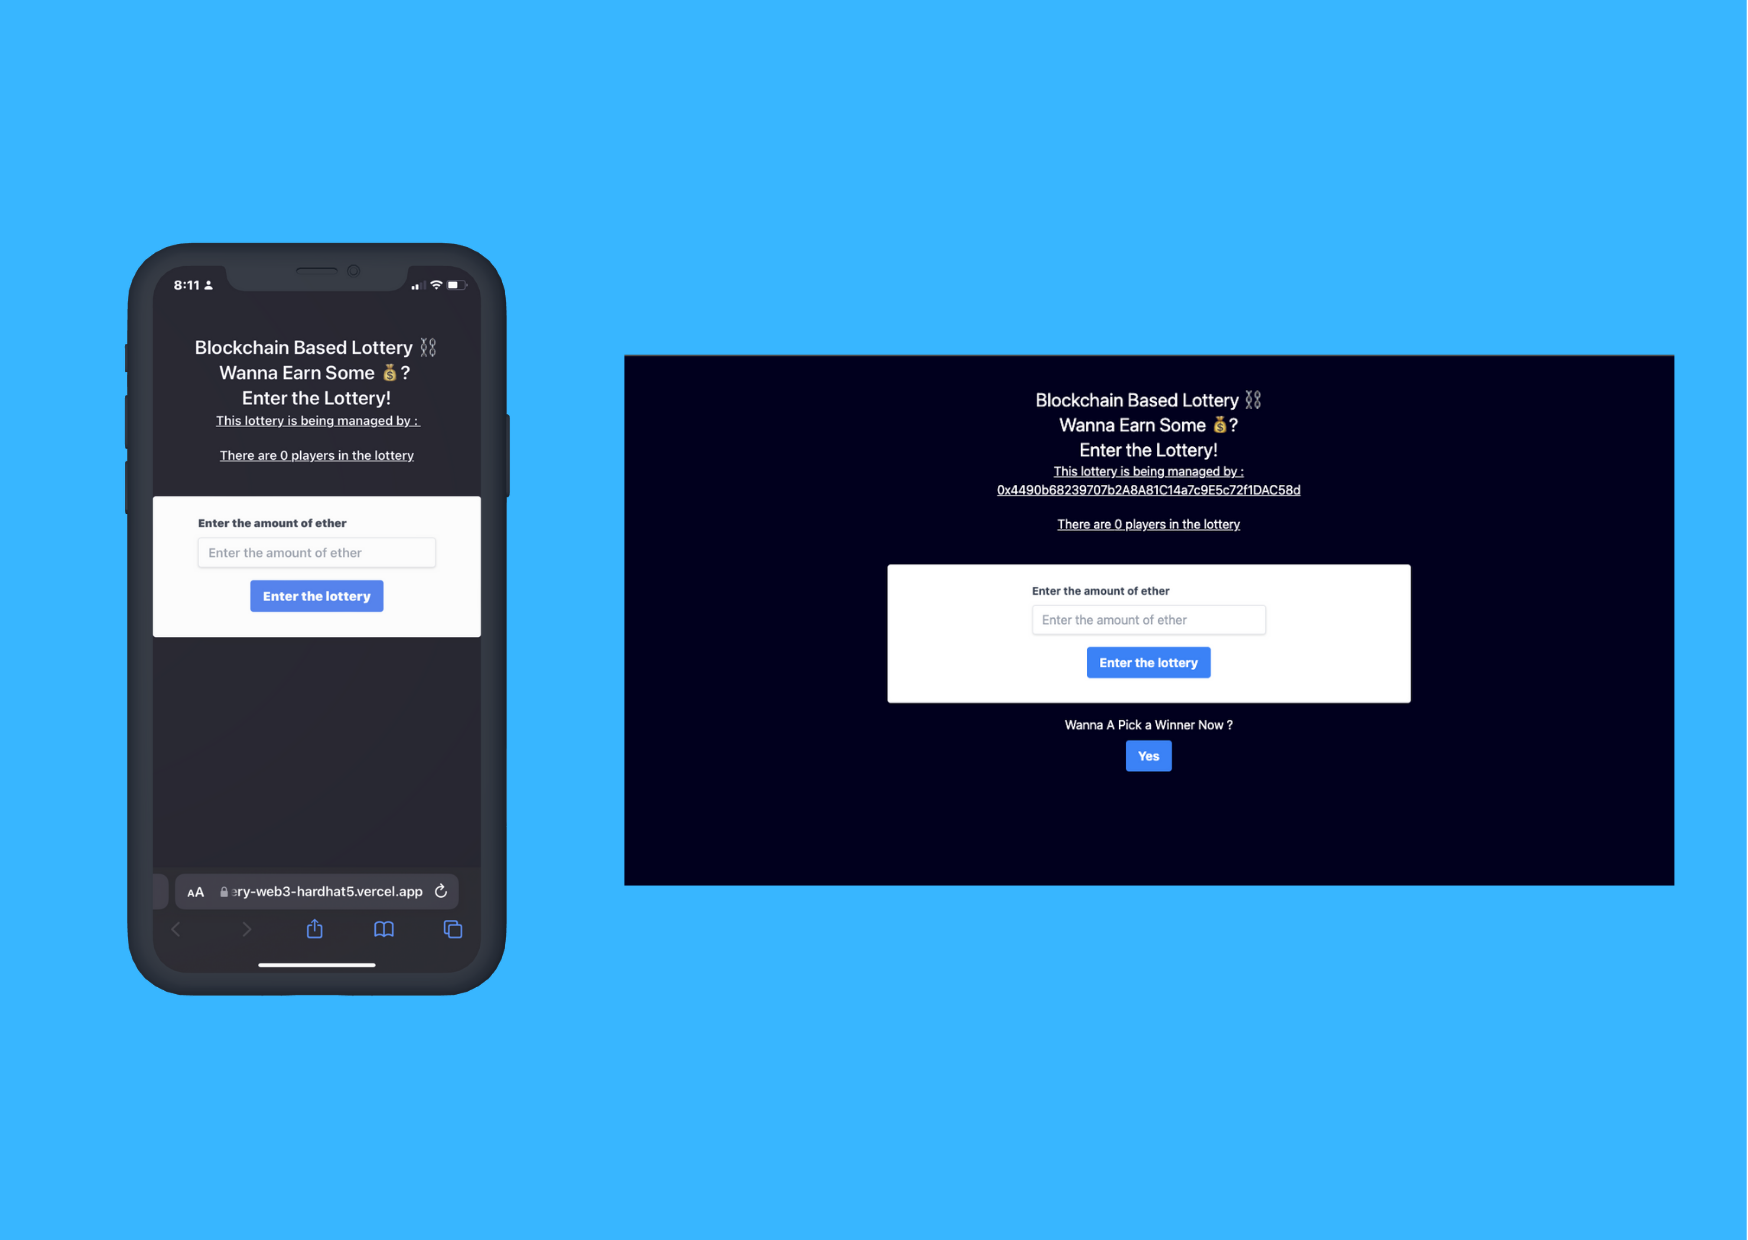 8:11
Blockchain Based Lottery ⛓
Wanna Earn Some 💰?
Enter the Lottery!
This lottery is being managed by :
There are 0 players in the lottery
Enter the amount of ether
Enter the amount of ether
Enter the lottery
AA ery-web3-hardhat5.vercel.app
Blockchain Based Lottery ⛓
Wanna Earn Some 💰?
Enter the Lottery!
This lottery is being managed by :
0x4490b68239707b2A8A81C14a7c9E5c72f1DAC58d
There are 0 players in the lottery
Enter the amount of ether
Enter the amount of ether
Enter the lottery
Wanna A Pick a Winner Now ?
Yes